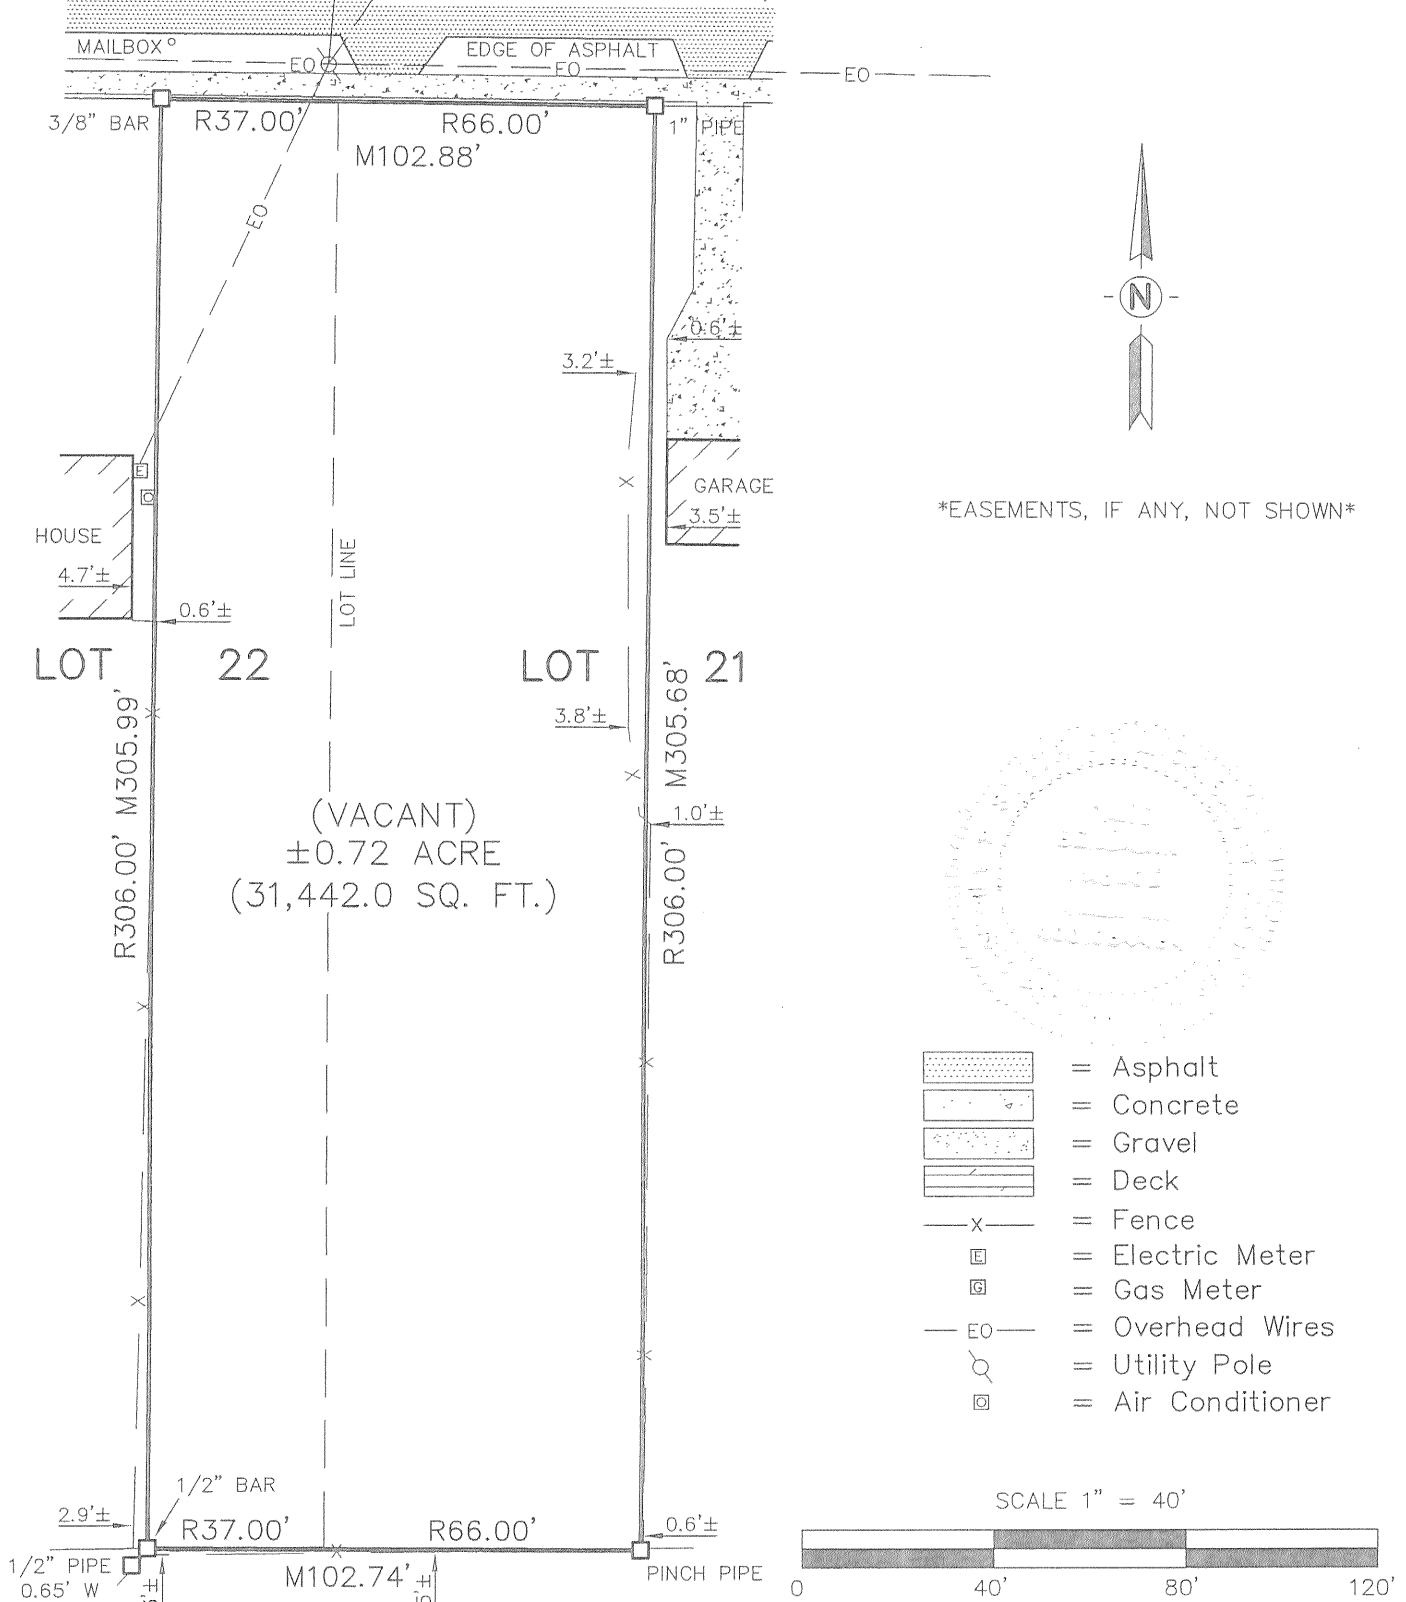 MAILBOX°
EDGE OF ASPHALT
EO
EO
EO
3/8" BAR
R37.00'
R66.00'
1" PIPE
M102.88'
EO
0.6'±
3.2'±
N
E
O
GARAGE
*EASEMENTS, IF ANY, NOT SHOWN*
3.5'±
HOUSE
4.7'±
LOT LINE
0.6'±
LOT 22
LOT 21
R306.00' M305.99'
3.8'±
R306.00' M305.68'
1.0'±
(VACANT)
±0.72 ACRE
(31,442.0 SQ. FT.)
= Asphalt
= Concrete
= Gravel
= Deck
X = Fence
E = Electric Meter
G = Gas Meter
EO = Overhead Wires
= Utility Pole
O = Air Conditioner
1/2" BAR
SCALE 1" = 40'
2.9'±
R37.00'
R66.00'
0.6'±
1/2" PIPE
0.65' W
M102.74'
PINCH PIPE
0 40' 80' 120'